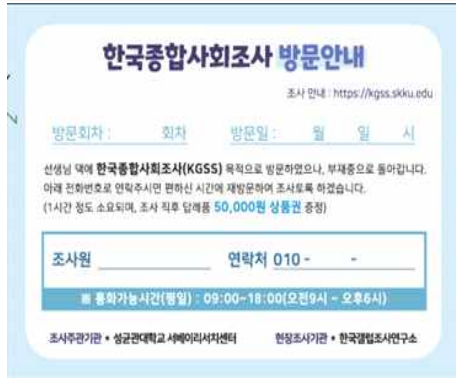 한국종합사회조사 방문안내
조사 안내 : https://kgss.skku.edu
방문회차 : 회차 방문일 : 월 일 시
선생님 댁에 한국종합사회조사(KGSS) 목적으로 방문하였으나, 부재중으로 돌아갑니다.
아래 전화번호로 연락주시면 편하신 시간에 재방문하여 조사토록 하겠습니다.
(1시간 정도 소요되며, 조사 직후 답례품 50,000원 상품권 증정)
조사원 연락처 010 - -
※ 통화가능시간(평일) : 09:00~18:00(오전9시 ~ 오후6시)
조사주관기관 • 성균관대학교 서베이리서치센터 현장조사기관 • 한국갤럽조사연구소